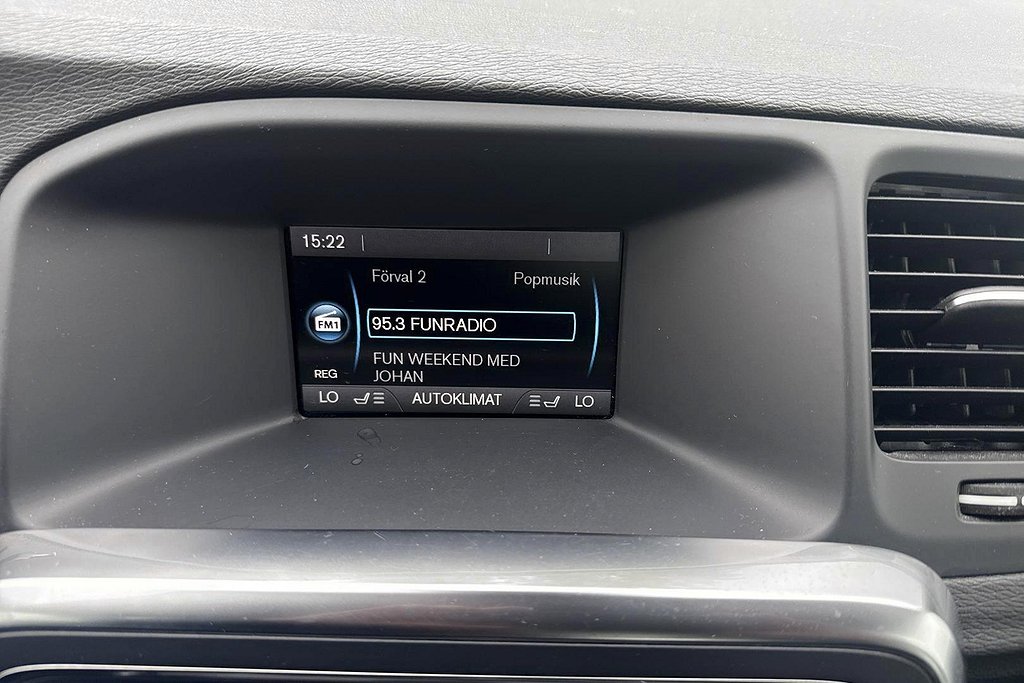 15:22
Förval 2 Popmusik
FM1
95.3 FUNRADIO
FUN WEEKEND MED
JOHAN
REG
LO AUTOKLIMAT LO